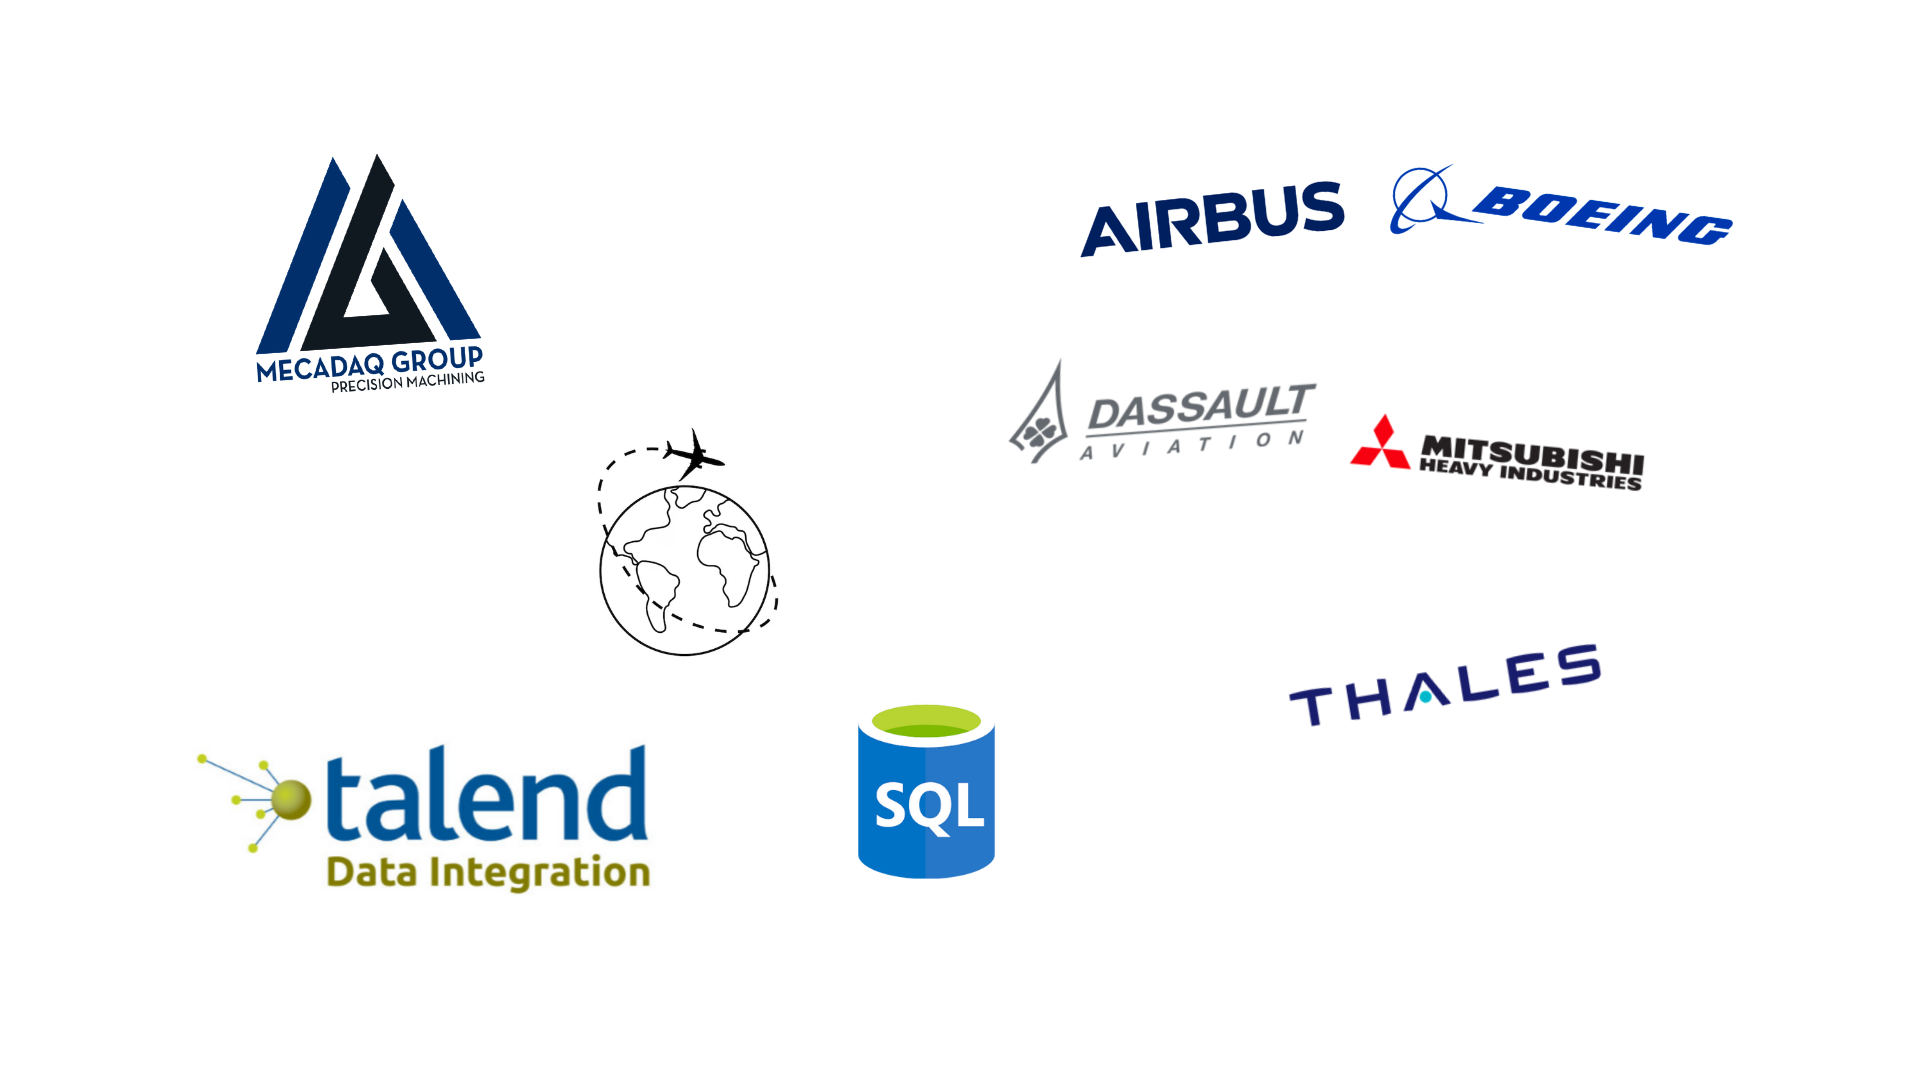 MECADAQ GROUP
PRECISION MACHINING
AIRBUS
BOEING
DASSAULT
AVIATION
MITSUBISHI
HEAVY INDUSTRIES
THALES
talend
Data Integration
SQL